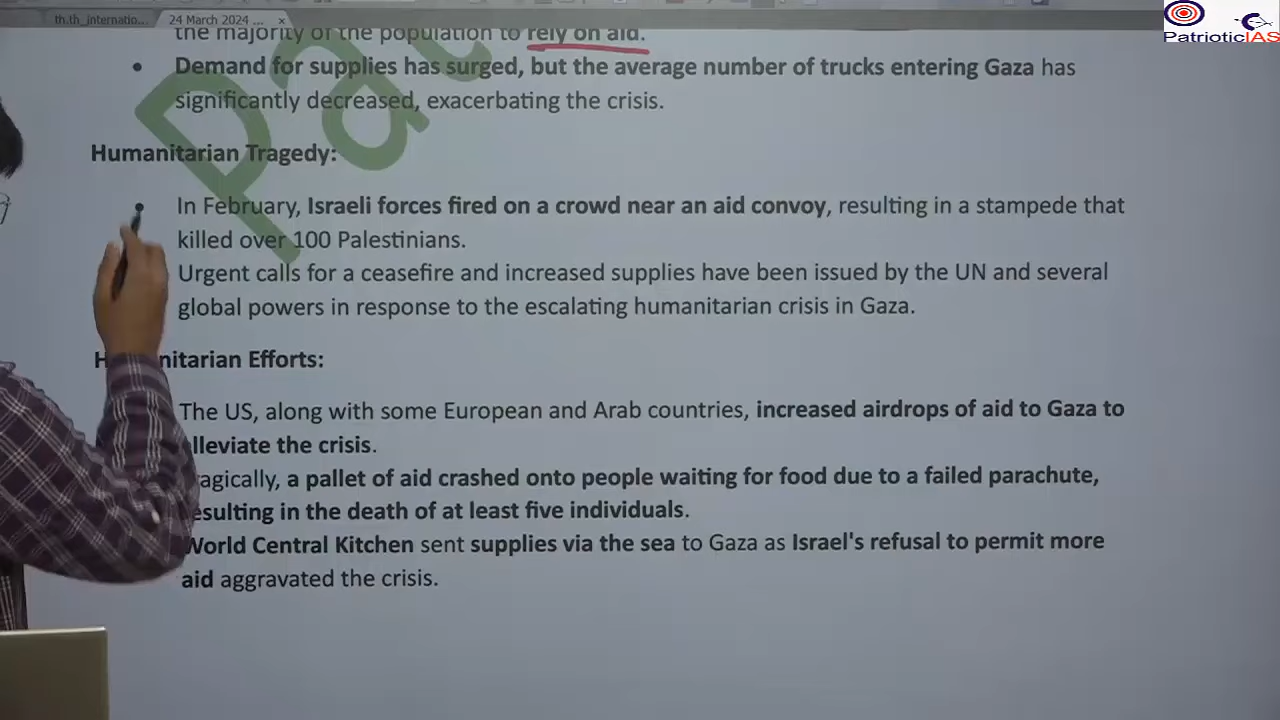 th.th_internatio...
24 March 2024 ...
PatrioticIAS
the majority of the population to rely on aid.
Demand for supplies has surged, but the average number of trucks entering Gaza has
significantly decreased, exacerbating the crisis.
Humanitarian Tragedy:
In February, Israeli forces fired on a crowd near an aid convoy, resulting in a stampede that
killed over 100 Palestinians.
Urgent calls for a ceasefire and increased supplies have been issued by the UN and several
global powers in response to the escalating humanitarian crisis in Gaza.
H nitarian Efforts:
The US, along with some European and Arab countries, increased airdrops of aid to Gaza to
lleviate the crisis.
ragically, a pallet of aid crashed onto people waiting for food due to a failed parachute,
esulting in the death of at least five individuals.
World Central Kitchen sent supplies via the sea to Gaza as Israel's refusal to permit more
aid aggravated the crisis.
Pat